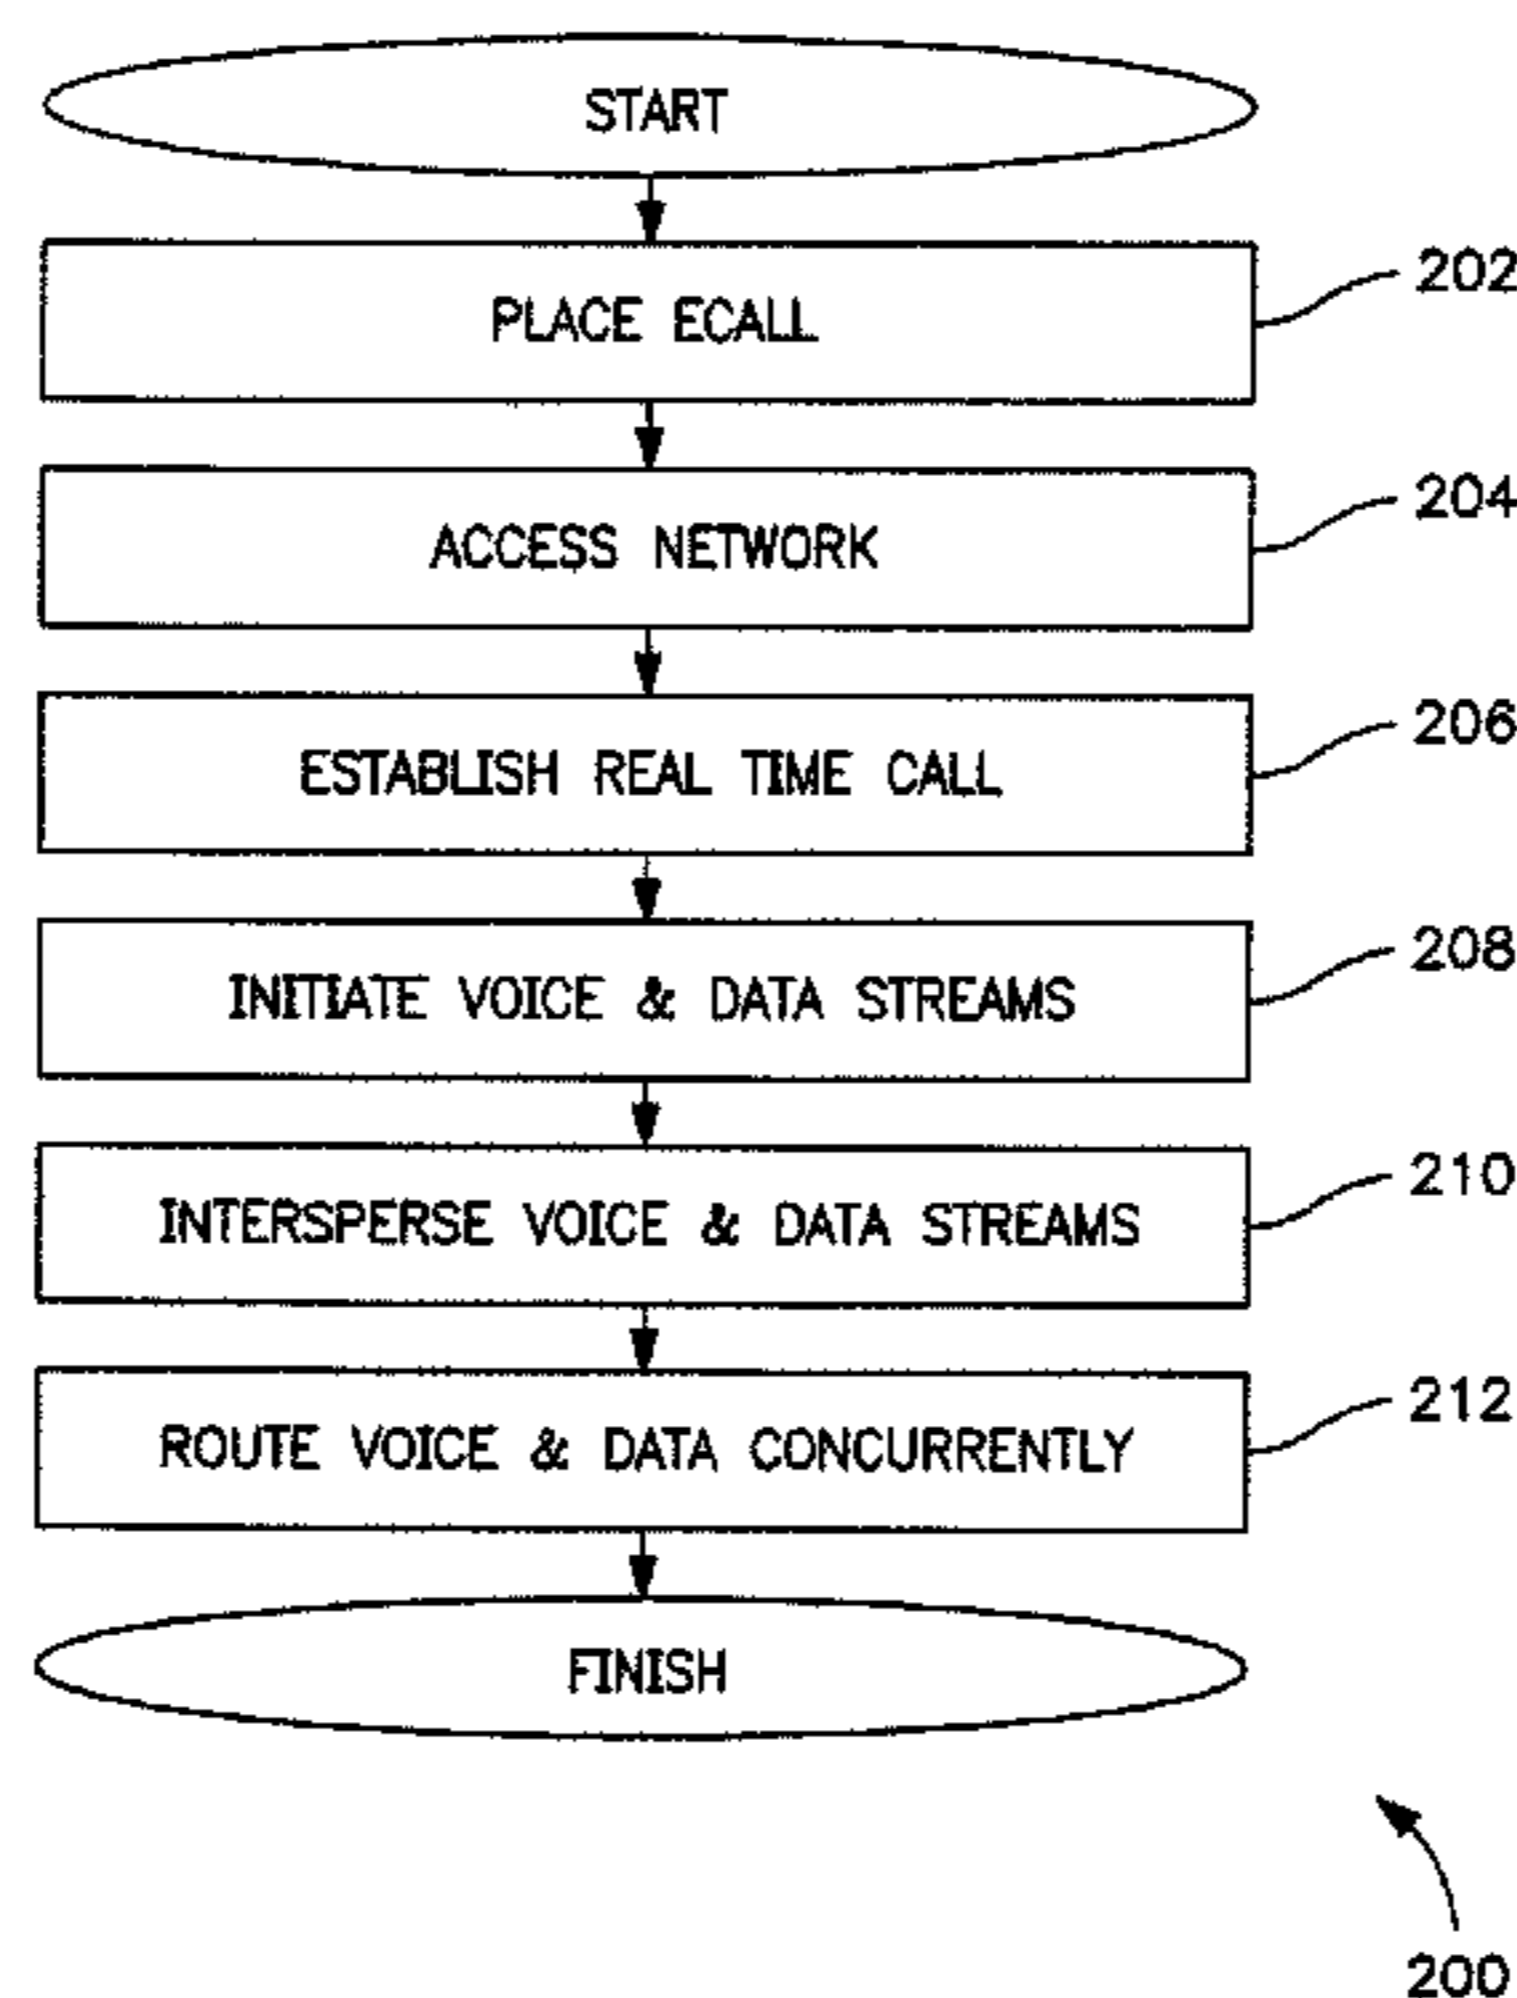 START
PLACE ECALL
202
ACCESS NETWORK
204
ESTABLISH REAL TIME CALL
206
INITIATE VOICE & DATA STREAMS
208
INTERSPERSE VOICE & DATA STREAMS
210
ROUTE VOICE & DATA CONCURRENTLY
212
FINISH
200